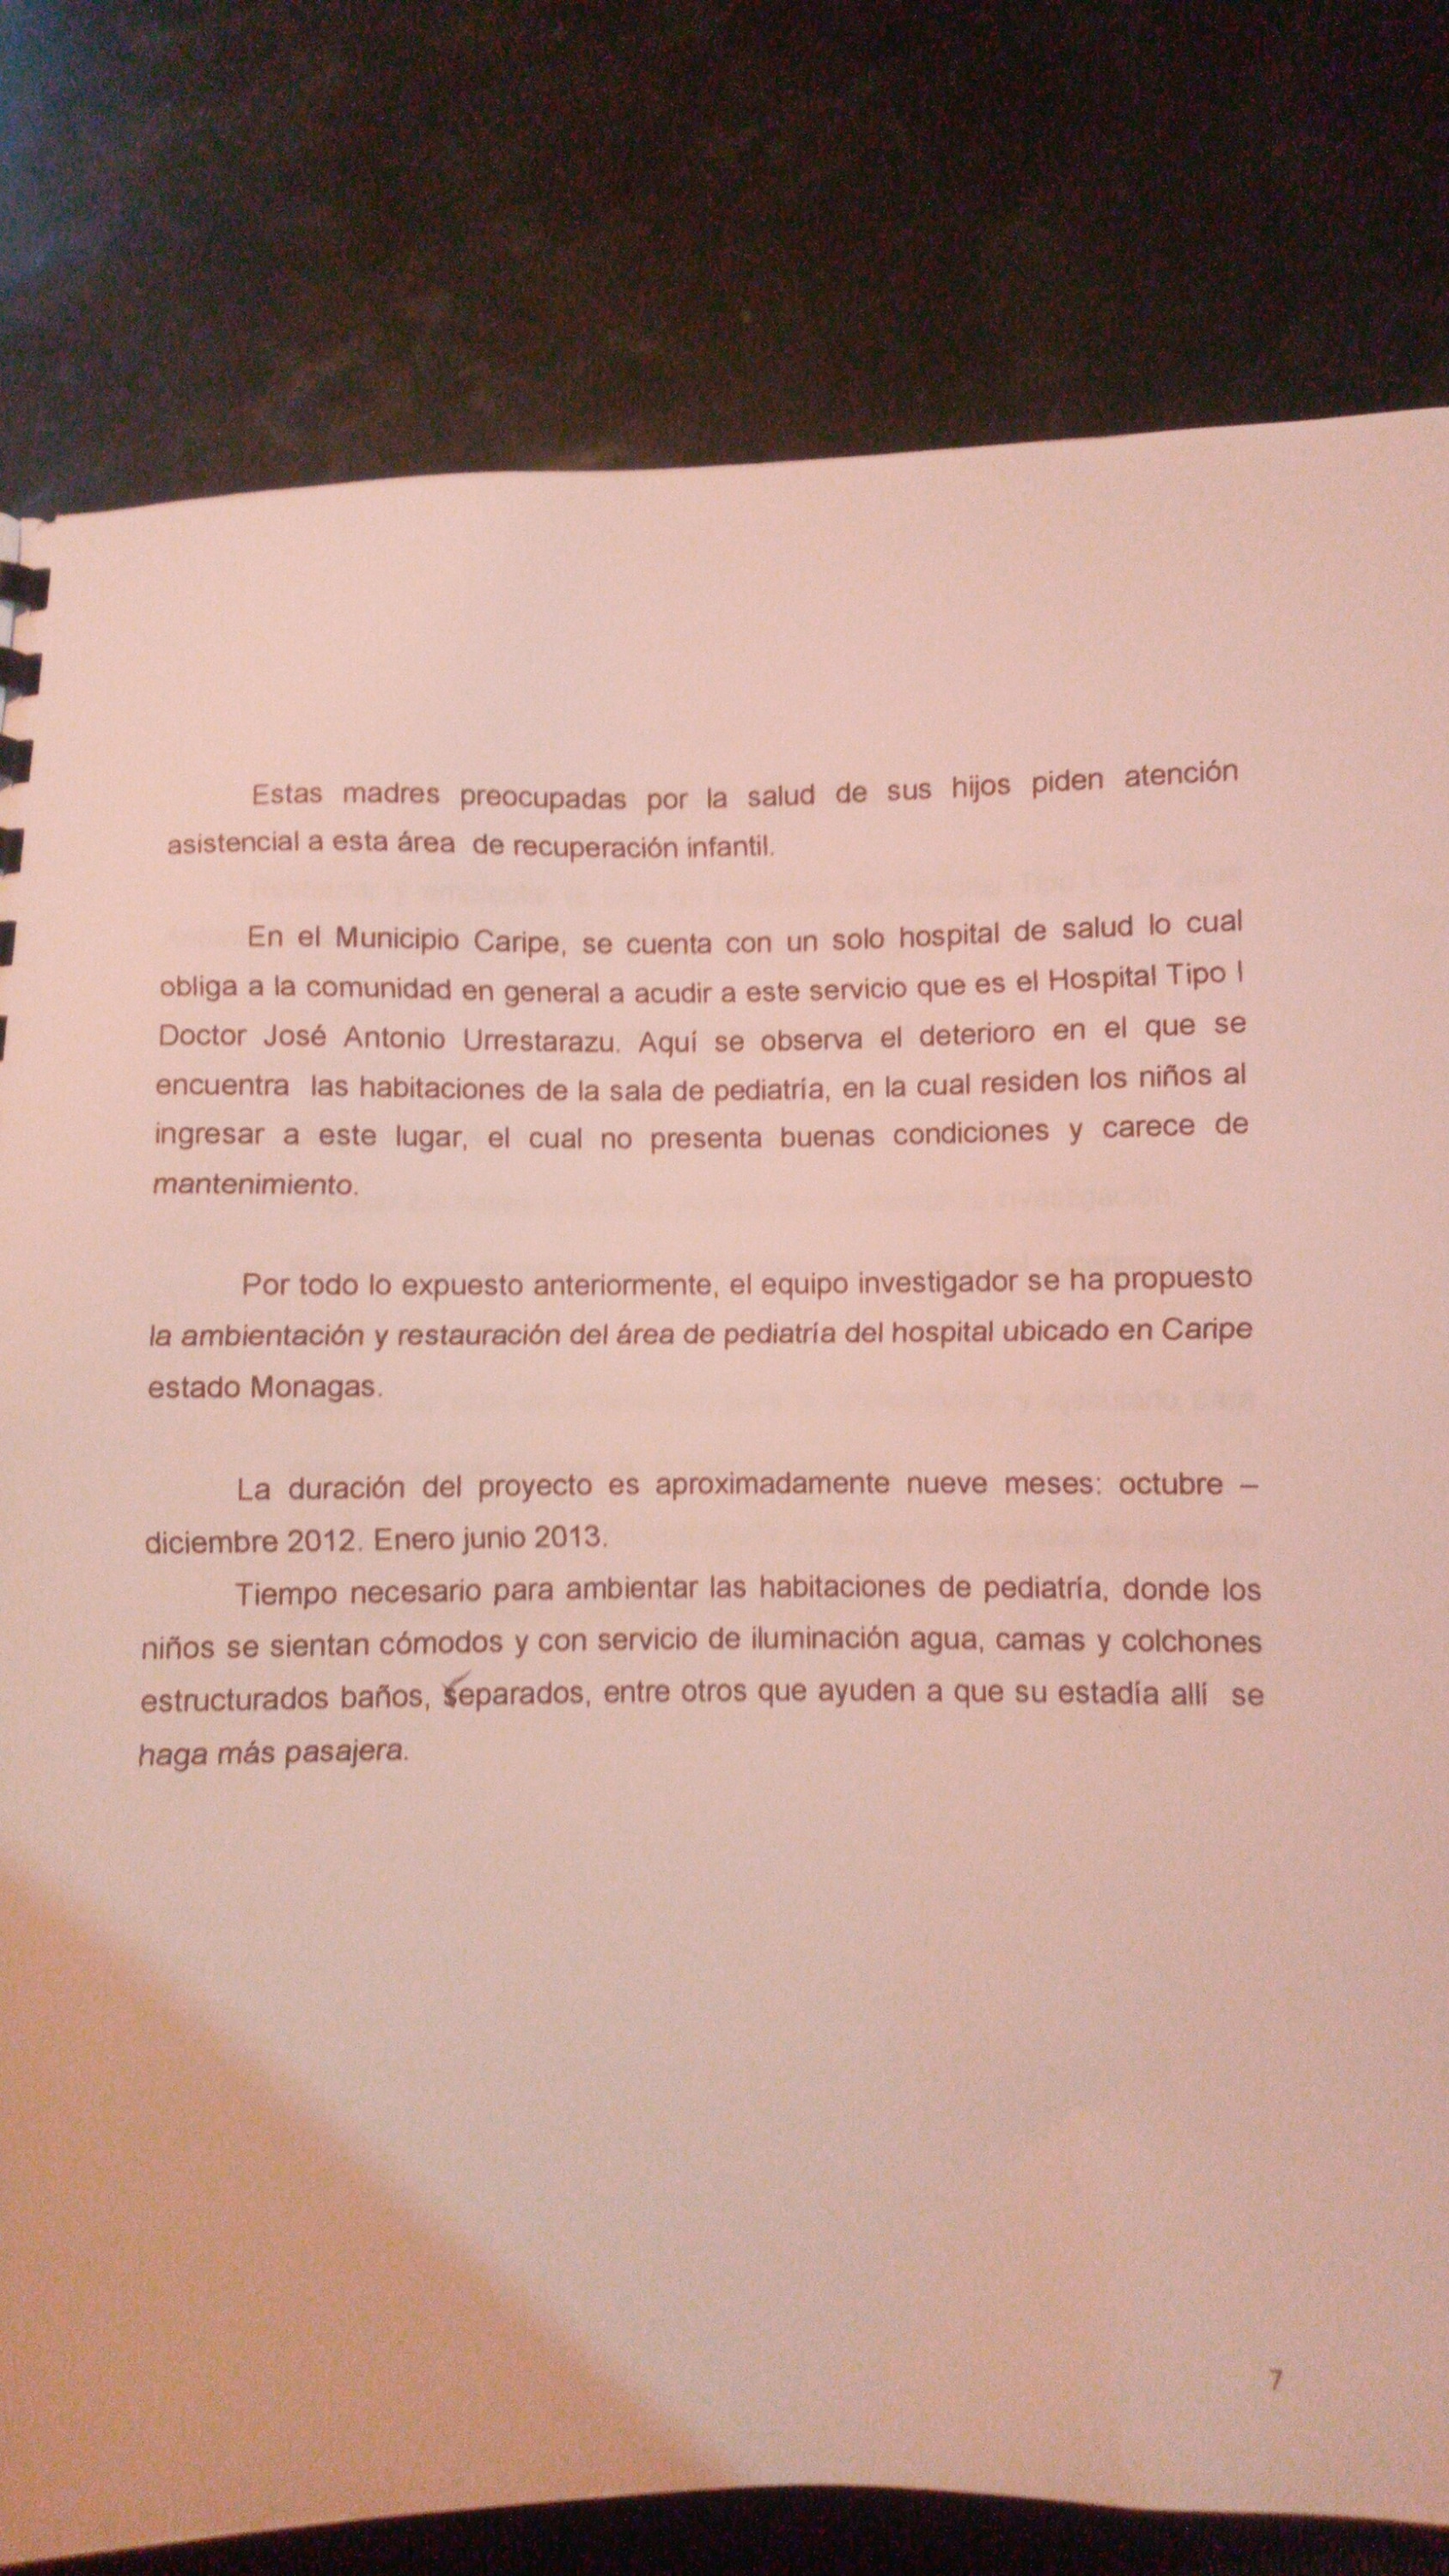 Estas madres preocupadas por la salud de sus hijos piden atención
asistencial a esta área de recuperación infantil.
En el Municipio Caripe, se cuenta con un solo hospital de salud lo cual
obliga a la comunidad en general a acudir a este servicio que es el Hospital Tipo I
Doctor José Antonio Urrestarazu. Aquí se observa el deterioro en el que se
encuentra las habitaciones de la sala de pediatría, en la cual residen los niños al
ingresar a este lugar, el cual no presenta buenas condiciones y carece de
mantenimiento.
Por todo lo expuesto anteriormente, el equipo investigador se ha propuesto
la ambientación y restauración del área de pediatría del hospital ubicado en Caripe
estado Monagas.
La duración del proyecto es aproximadamente nueve meses: octubre –
diciembre 2012. Enero junio 2013.
Tiempo necesario para ambientar las habitaciones de pediatría, donde los
niños se sientan cómodos y con servicio de iluminación agua, camas y colchones
estructurados baños, separados, entre otros que ayuden a que su estadía allí se
haga más pasajera.
7